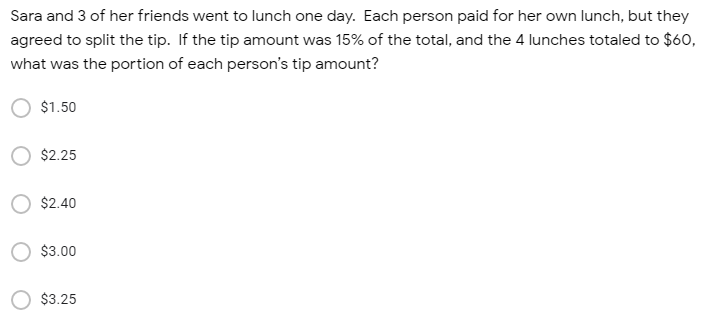 Sara and 3 of her friends went to lunch one day.  Each person paid for her own lunch, but they
agreed to split the tip.  If the tip amount was 15% of the total, and the 4 lunches totaled to $60,
what was the portion of each person's tip amount?
$1.50
$2.25
$2.40
$3.00
$3.25